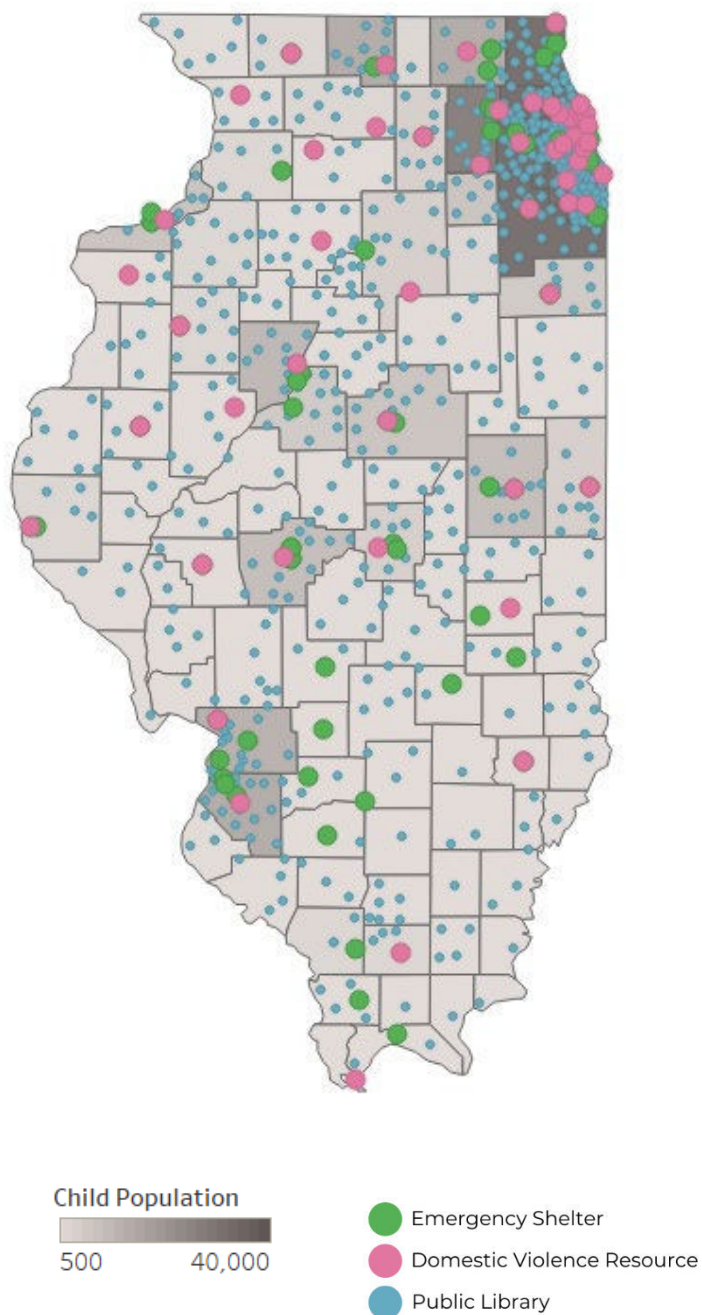 Child Population
500 40,000
Emergency Shelter
Domestic Violence Resource
Public Library